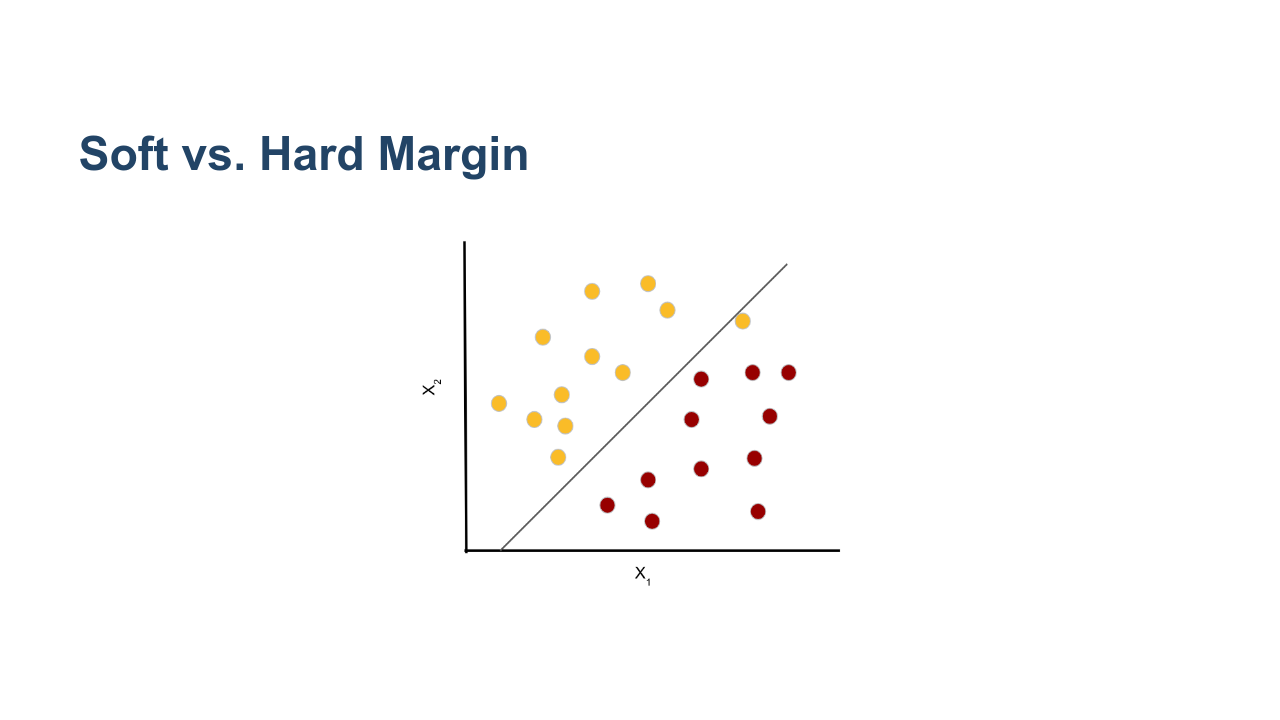 Soft vs. Hard Margin
X₂
X₁